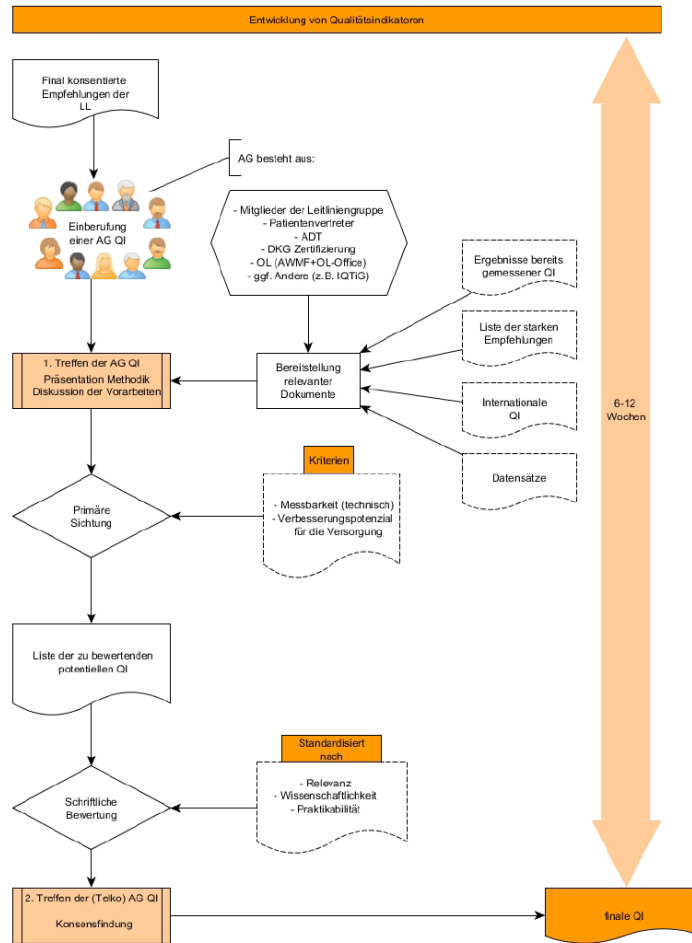 Entwicklung von Qualitätsindikatoron
Final konsentierte
Empfehlungen der
LL
AG besteht aus:
Einberufung
einer AG QI
- Mitglieder der Leitliniengruppe
- Patientenvertreter
- ADT
- DKG Zertifizierung
- OL (AWMF+OL-Office)
- ggf. Andere (z.B. IQTiG)
Ergebnisse bereits
gemessener QI
Liste der starken
Empfehlungen
Internationale
QI
Datensätze
1. Treffen der AG QI
Präsentation Methodik
Diskussion der Vorarbeiten
Bereitstellung
relevanter
Dokumente
6-12
Wochen
Kriterien
- Messbarkeit (technisch)
- Verbesserungspotenzial
für die Versorgung
Primäre
Sichtung
Liste der zu bewertenden
potentiellen QI
Standardisiert
nach
- Relevanz
- Wissenschaftlichkeit
- Praktikabilität
Schriftliche
Bewertung
2. Treffen der (Telko) AG QI
Konsensfindung
finale QI